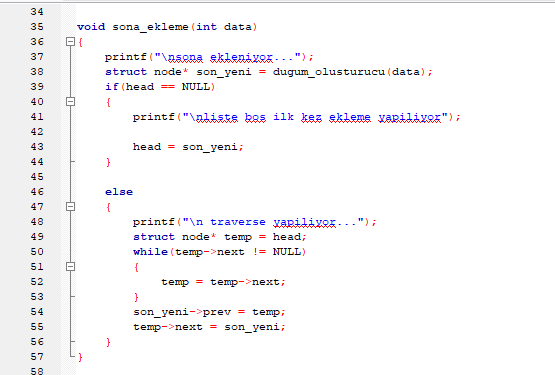 34
35 void sona_ekleme(int data)
36 {
37 printf("\nsona ekleniyor...");
38 struct node* son_yeni = dugum_olusturucu(data);
39 if(head == NULL)
40 {
41 printf("\nliste bos ilk kez ekleme yapiliyor");
42
43 head = son_yeni;
44 }
45
46 else
47 {
48 printf("\n traverse yapiliyor...");
49 struct node* temp = head;
50 while(temp->next != NULL)
51 {
52 temp = temp->next;
53 }
54 son_yeni->prev = temp;
55 temp->next = son_yeni;
56 }
57 }
58